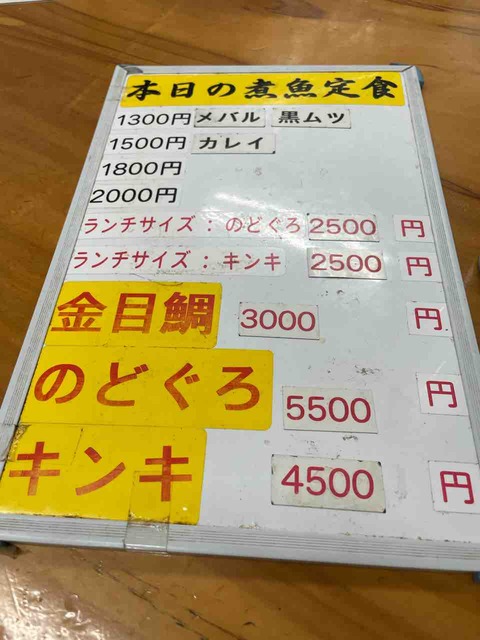 本日の煮魚定食
1300円 メバル 黒ムツ
1500円 カレイ
1800円
2000円
ランチサイズ：のどぐろ 2500 円
ランチサイズ：キンキ 2500 円
金目鯛 3000 円
のどぐろ 5500 円
キンキ 4500 円